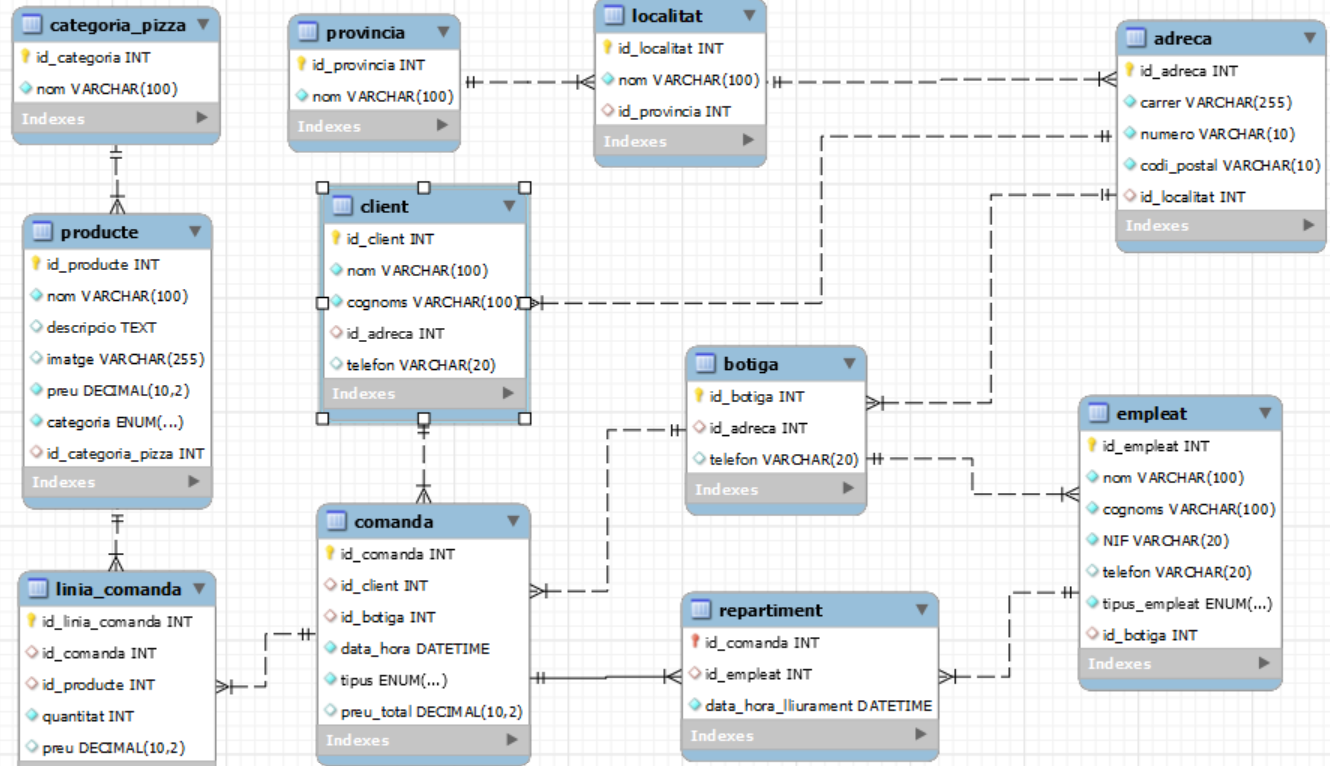 categoria_pizza
id_categoria INT
nom VARCHAR(100)
Indexes
provincia
id_provincia INT
nom VARCHAR(100)
Indexes
localitat
id_localitat INT
nom VARCHAR(100)
id_provincia INT
Indexes
adreca
id_adreca INT
carrer VARCHAR(255)
numero VARCHAR(10)
codi_postal VARCHAR(10)
id_localitat INT
Indexes
producte
id_producte INT
nom VARCHAR(100)
descripcio TEXT
imatge VARCHAR(255)
preu DECIMAL(10,2)
categoria ENUM(...)
id_categoria_pizza INT
Indexes
client
id_client INT
nom VARCHAR(100)
cognoms VARCHAR(100)
id_adreca INT
telefon VARCHAR(20)
Indexes
botiga
id_botiga INT
id_adreca INT
telefon VARCHAR(20)
Indexes
empleat
id_empleat INT
nom VARCHAR(100)
cognoms VARCHAR(100)
NIF VARCHAR(20)
telefon VARCHAR(20)
tipus_empleat ENUM(...)
id_botiga INT
Indexes
linia_comanda
id_linia_comanda INT
id_comanda INT
id_producte INT
quantitat INT
preu DECIMAL(10,2)
comanda
id_comanda INT
id_client INT
id_botiga INT
data_hora DATETIME
tipus ENUM(...)
preu_total DECIMAL(10,2)
Indexes
repartiment
id_comanda INT
id_empleat INT
data_hora_lliurament DATETIME
Indexes